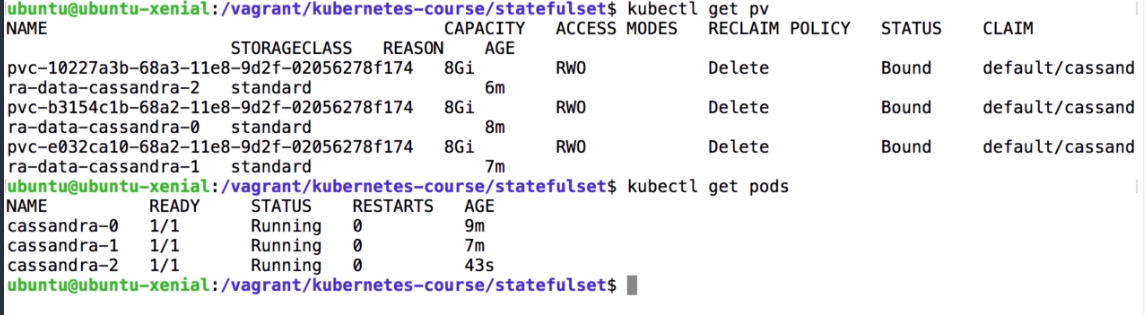 ubuntu@ubuntu-xenial:/vagrant/kubernetes-course/statefulset$ kubectl get pv
NAME CAPACITY ACCESS MODES RECLAIM POLICY STATUS CLAIM
STORAGECLASS REASON AGE
pvc-10227a3b-68a3-11e8-9d2f-02056278f174 8Gi RWO Delete Bound default/cassand
ra-data-cassandra-2 standard 6m
pvc-b3154c1b-68a2-11e8-9d2f-02056278f174 8Gi RWO Delete Bound default/cassand
ra-data-cassandra-0 standard 8m
pvc-e032ca10-68a2-11e8-9d2f-02056278f174 8Gi RWO Delete Bound default/cassand
ra-data-cassandra-1 standard 7m
ubuntu@ubuntu-xenial:/vagrant/kubernetes-course/statefulset$ kubectl get pods
NAME READY STATUS RESTARTS AGE
cassandra-0 1/1 Running 0 9m
cassandra-1 1/1 Running 0 7m
cassandra-2 1/1 Running 0 43s
ubuntu@ubuntu-xenial:/vagrant/kubernetes-course/statefulset$